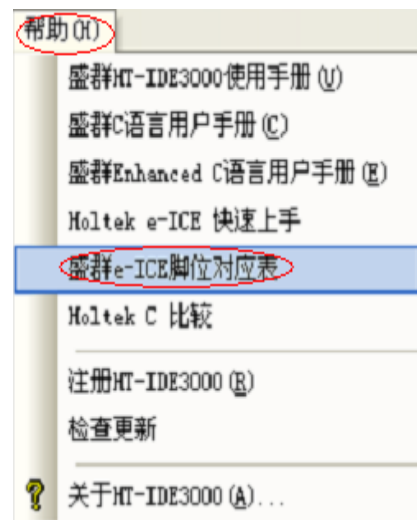 帮助(H)
盛群HT-IDE3000使用手册(U)
盛群C语言用户手册(C)
盛群Enhanced C语言用户手册(E)
Holtek e-ICE 快速上手
盛群e-ICE脚位对应表
Holtek C 比较
注册HT-IDE3000(R)
检查更新
关于HT-IDE3000(A)...